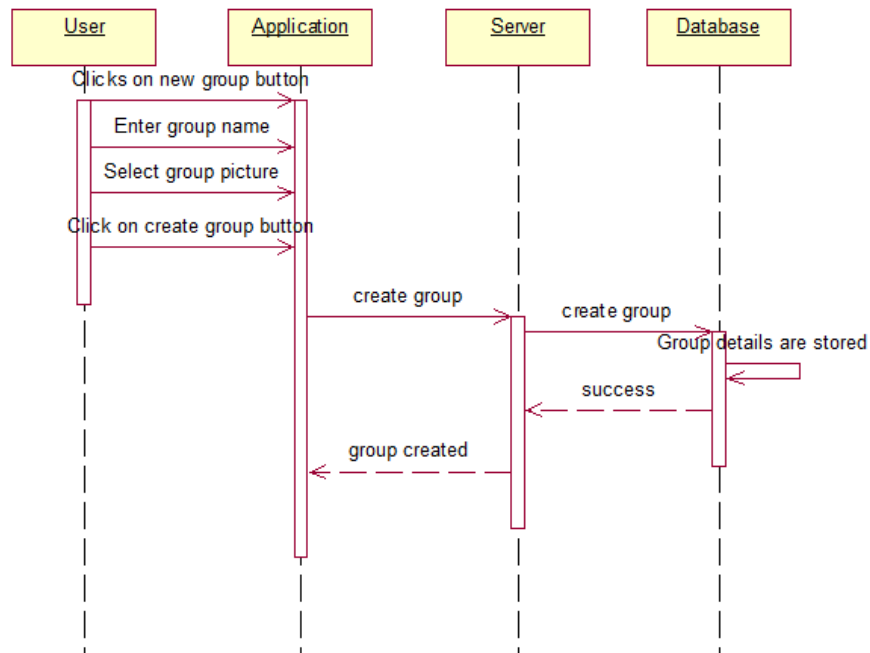 User
Application
Server
Database
Clicks on new group button
Enter group name
Select group picture
Click on create group button
create group
create group
Group details are stored
success
group created